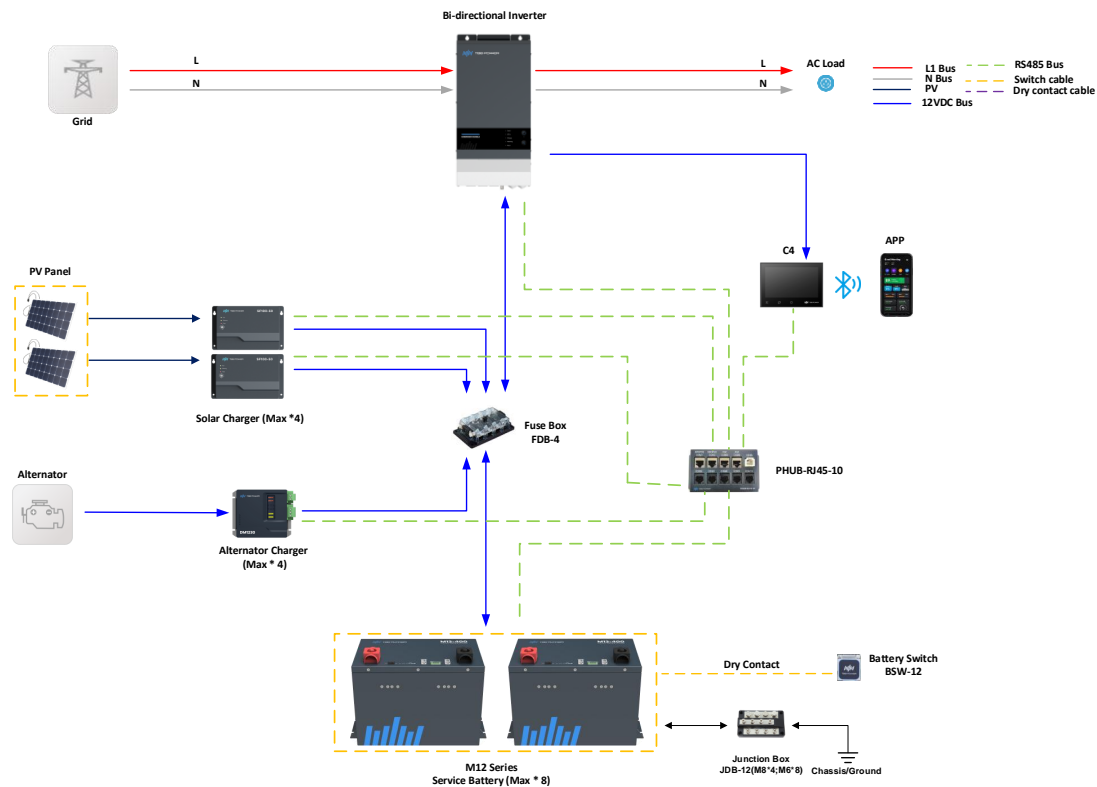 Bi-directional Inverter
L
N
Grid
L
N
AC Load
L1 Bus
N Bus
PV
12VDC Bus
RS485 Bus
Switch cable
Dry contact cable
C4
APP
PV Panel
Solar Charger (Max *4)
Fuse Box
FDB-4
PHUB-RJ45-10
Alternator
Alternator Charger
(Max * 4)
M12 Series
Service Battery (Max * 8)
Dry Contact
Battery Switch
BSW-12
Junction Box
JDB-12(M8*4;M6*8)
Chassis/Ground